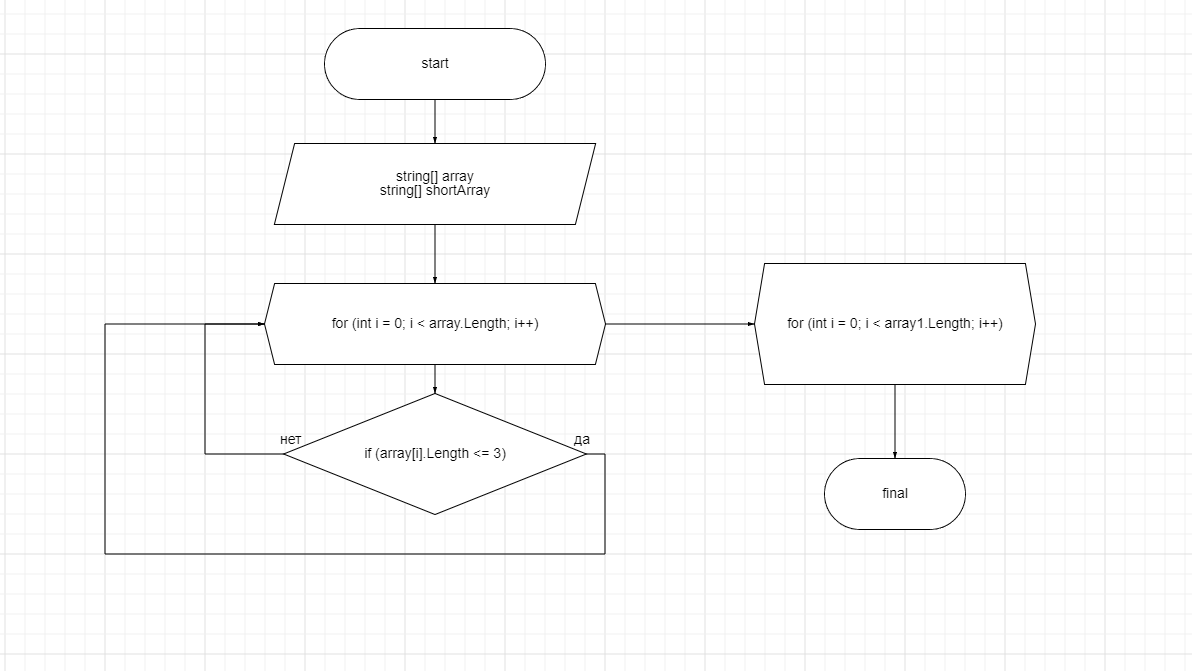 start
string[] array
string[] shortArray
for (int i = 0; i < array.Length; i++)
for (int i = 0; i < array1.Length; i++)
нет
да
if (array[i].Length <= 3)
final